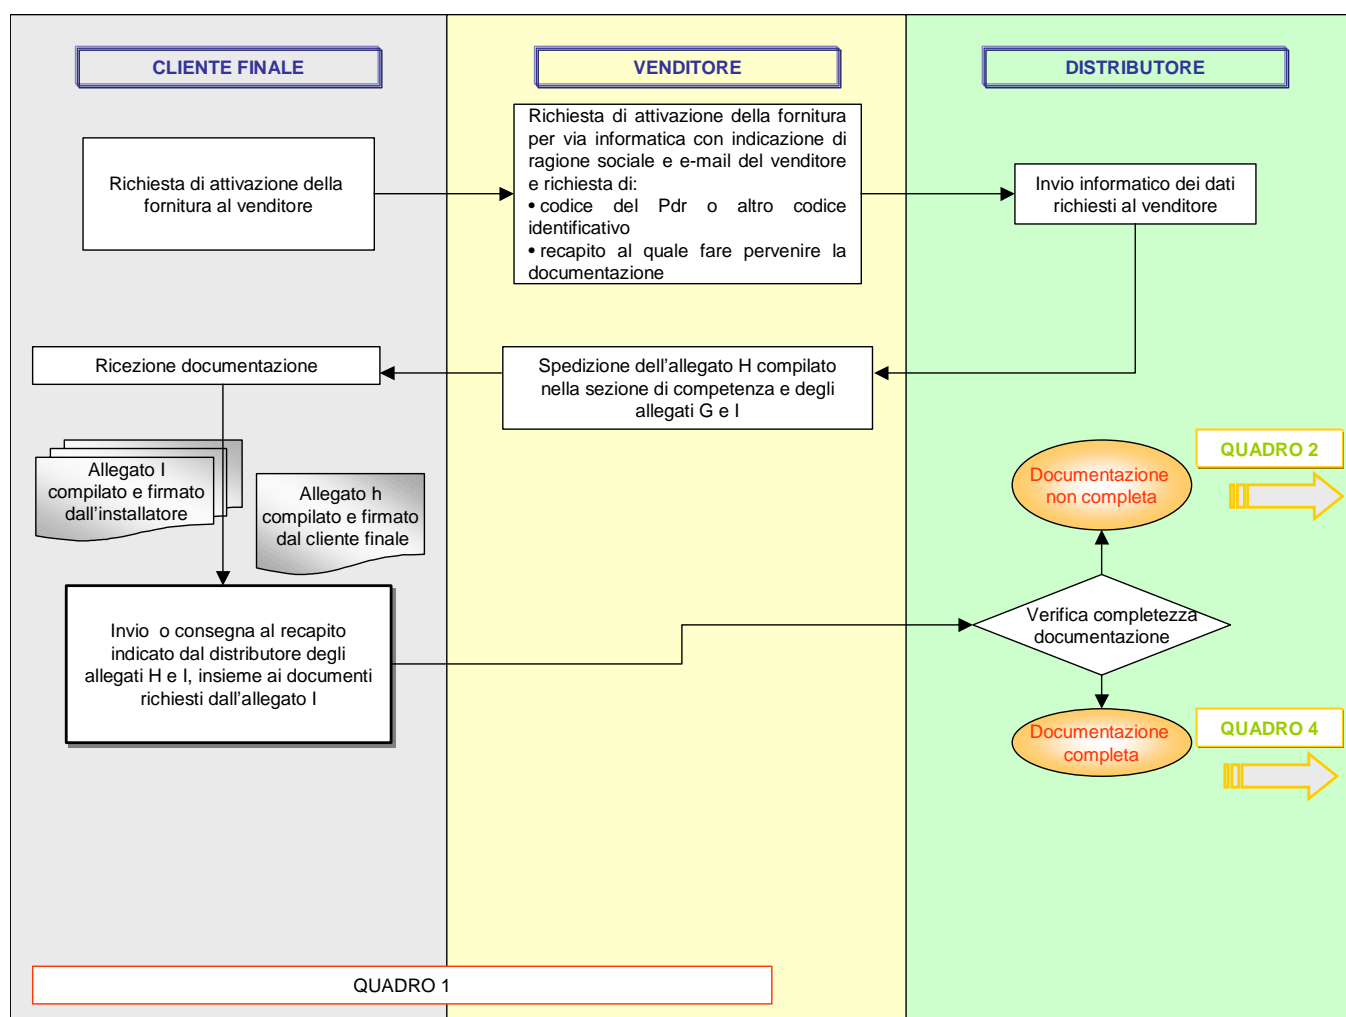 CLIENTE FINALE
VENDITORE
DISTRIBUTORE
Richiesta di attivazione della
fornitura al venditore
Richiesta di attivazione della fornitura
per via informatica con indicazione di
ragione sociale e e-mail del venditore
e richiesta di:
• codice del Pdr o altro codice
identificativo
• recapito al quale fare pervenire la
documentazione
Invio informatico dei dati
richiesti al venditore
Ricezione documentazione
Spedizione dell'allegato H compilato
nella sezione di competenza e degli
allegati G e I
Allegato I
compilato e firmato
dall'installatore
Allegato h
compilato e firmato
dal cliente finale
Documentazione
non completa
QUADRO 2
Invio o consegna al recapito
indicato dal distributore degli
allegati H e I, insieme ai documenti
richiesti dall'allegato I
Verifica completezza
documentazione
Documentazione
completa
QUADRO 4
QUADRO 1